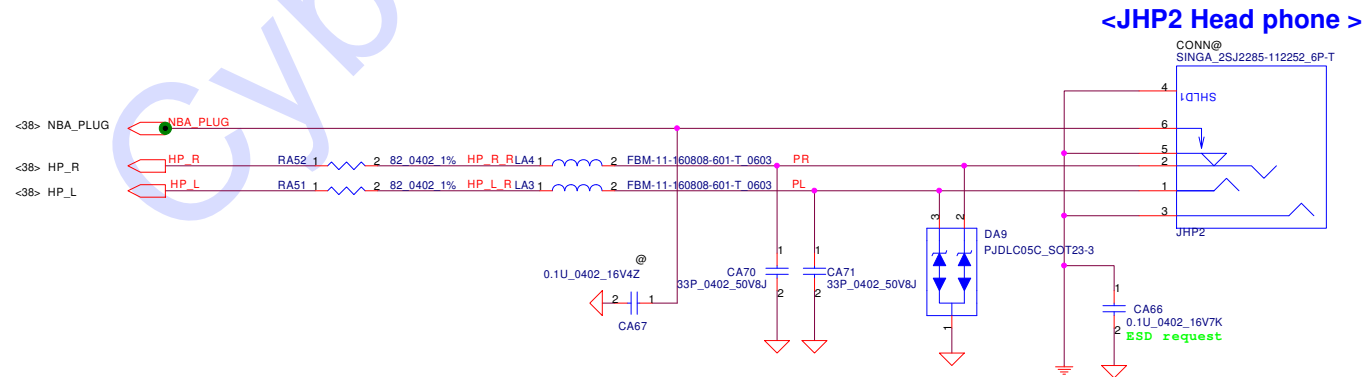 <JHP2 Head phone >
CONN@
SINGA_2SJ2285-112252_6P-T
4
SHLD1
<38> NBA_PLUG
NBA_PLUG
6
5
<38> HP_R
HP_R
RA52 1
2 82_0402_1%
HP_R_R
LA4 1
2 FBM-11-160808-601-T_0603
PR
2
<38> HP_L
HP_L
RA51 1
2 82_0402_1%
HP_L_R
LA3 1
2 FBM-11-160808-601-T_0603
PL
1
3
JHP2
3
2
DA9
PJDLC05C_SOT23-3
1
@
0.1U_0402_16V4Z
2
1
CA67
1
CA70
33P_0402_50V8J
2
1
CA71
33P_0402_50V8J
2
1
CA66
0.1U_0402_16V7K
2
ESD request
Cyb